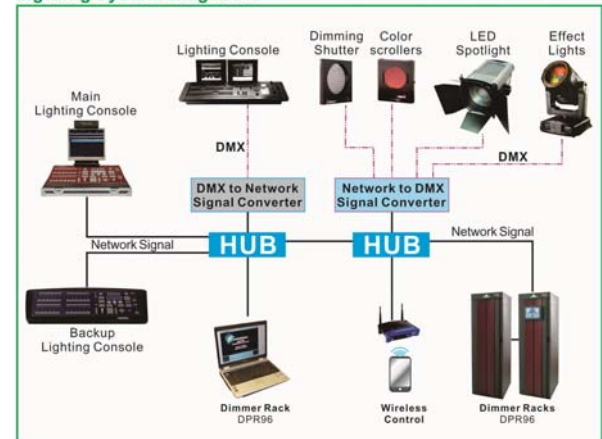 Lighting Console
Dimming
Shutter
Color
scrollers
LED
Spotlight
Effect
Lights
Main
Lighting Console
DMX
DMX
DMX to Network
Signal Converter
Network to DMX
Signal Converter
Network Signal
HUB
HUB
Network Signal
Backup
Lighting Console
Dimmer Rack
DPR96
Wireless
Control
Dimmer Racks
DPR96